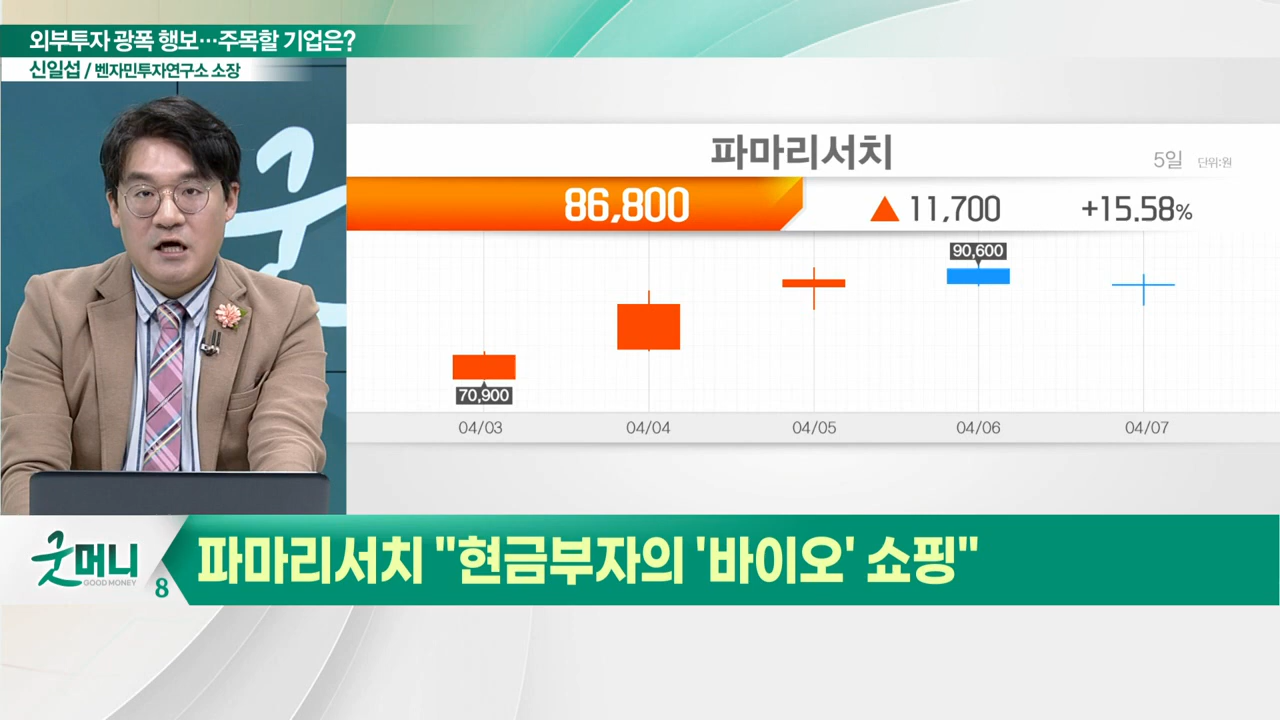 외부투자 광폭 행보…주목할 기업은?
신일섭 / 벤자민투자연구소 소장
파마리서치
5일 단위:원
86,800 ▲ 11,700 +15.58%
90,600
70,900
04/03 04/04 04/05 04/06 04/07
굿머니
GOOD MONEY
8
파마리서치 "현금부자의 '바이오' 쇼핑"